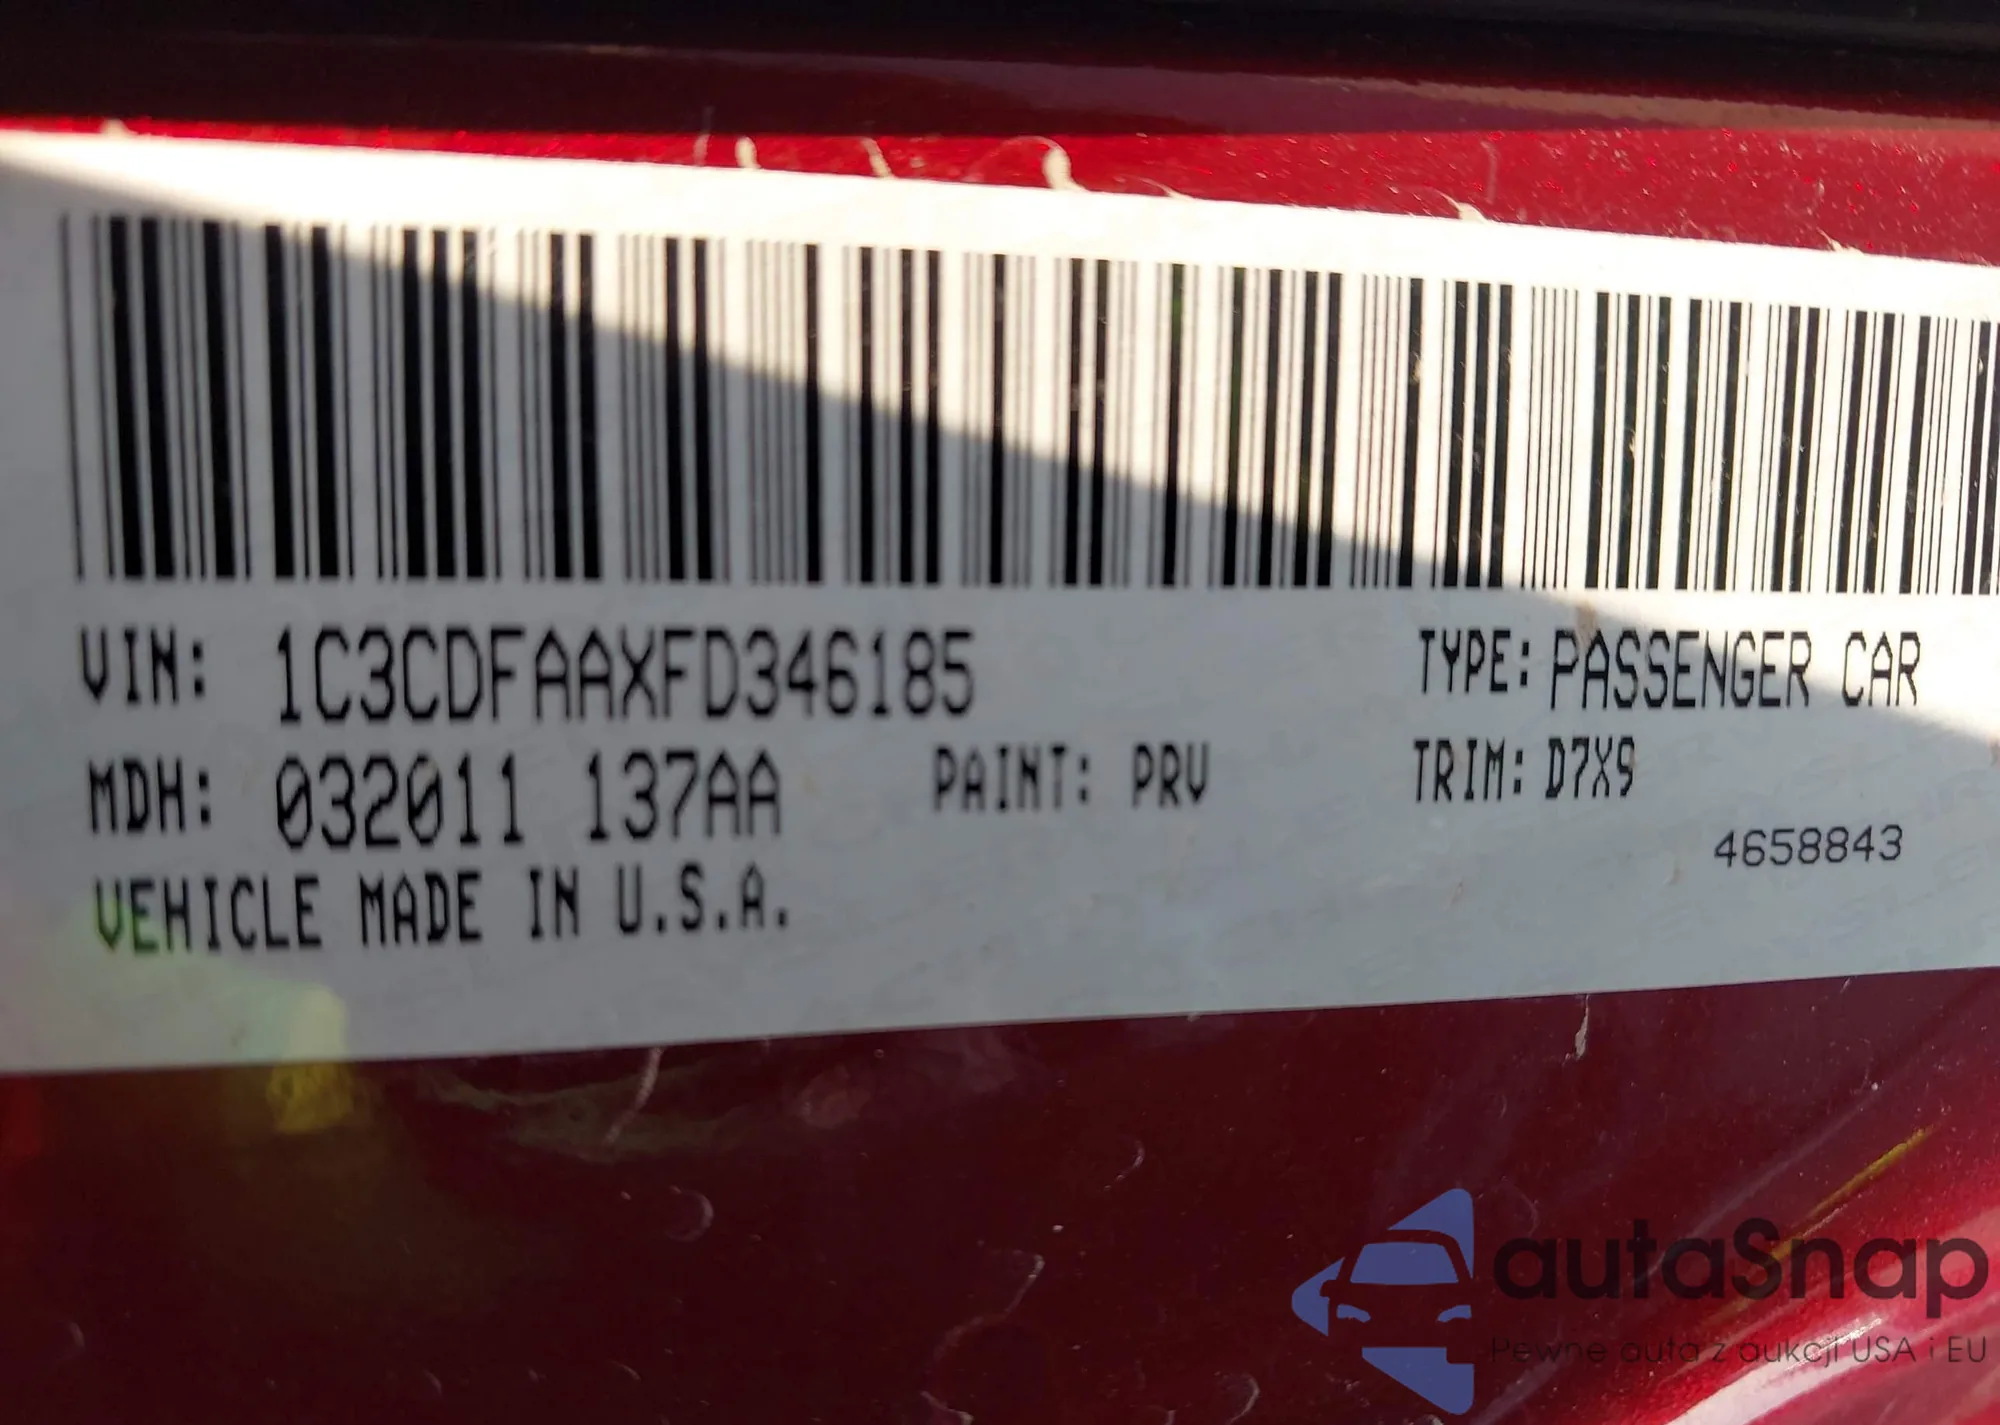 VIN: 1C3CDFAAXFD346185 TYPE: PASSENGER CAR
MDH: 032011 137AA PAINT: PRV TRIM: D7X9
4658843
VEHICLE MADE IN U.S.A.
autaSnap
Pewne auta z aukcji USA i EU